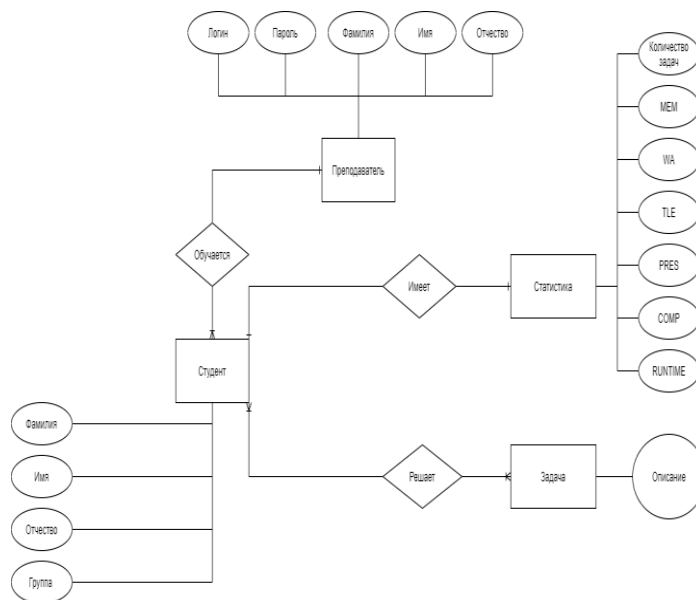 Логин
Пароль
Фамилия
Имя
Отчество
Количество
задач
MEM
WA
TLE
PRES
COMP
RUNTIME
Преподаватель
Обучается
Имеет
Статистика
Студент
Фамилия
Имя
Отчество
Группа
Решает
Задача
Описание